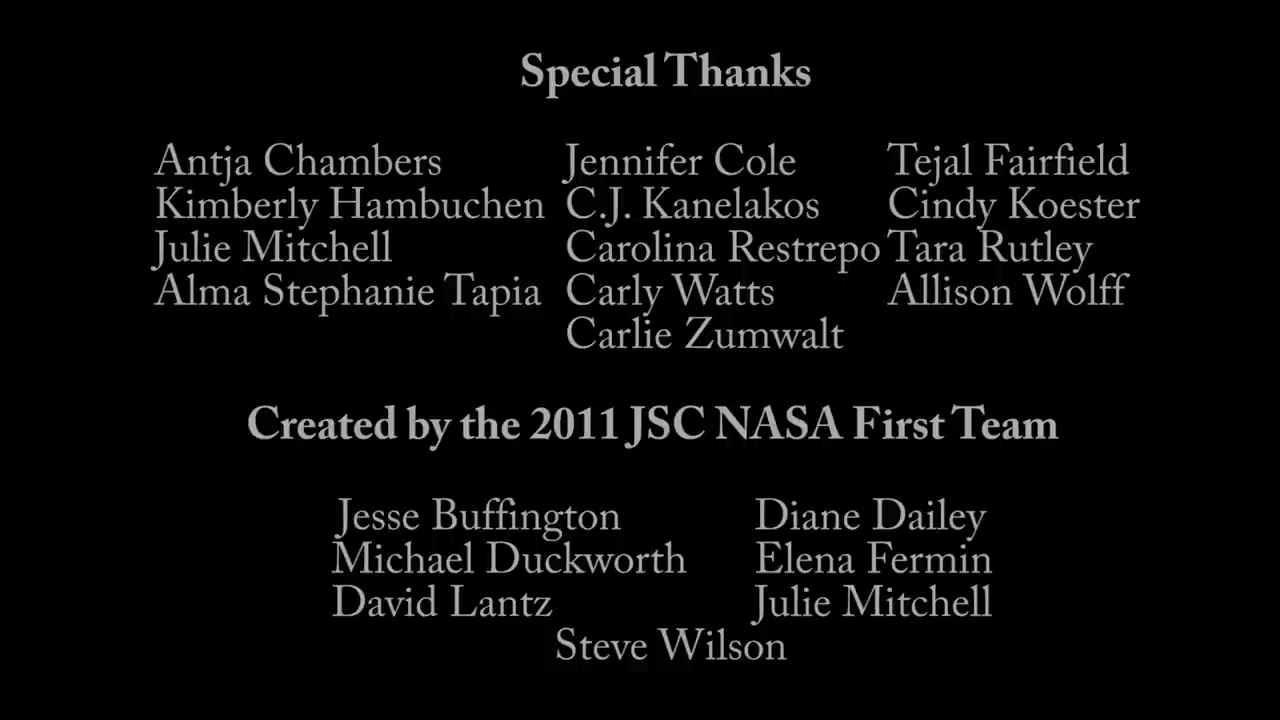 Special Thanks
Antja Chambers Jennifer Cole Tejal Fairfield
Kimberly Hambuchen C.J. Kanelakos Cindy Koester
Julie Mitchell Carolina Restrepo Tara Rutley
Alma Stephanie Tapia Carly Watts Allison Wolff
Carlie Zumwalt
Created by the 2011 JSC NASA First Team
Jesse Buffington Diane Dailey
Michael Duckworth Elena Fermin
David Lantz Julie Mitchell
Steve Wilson